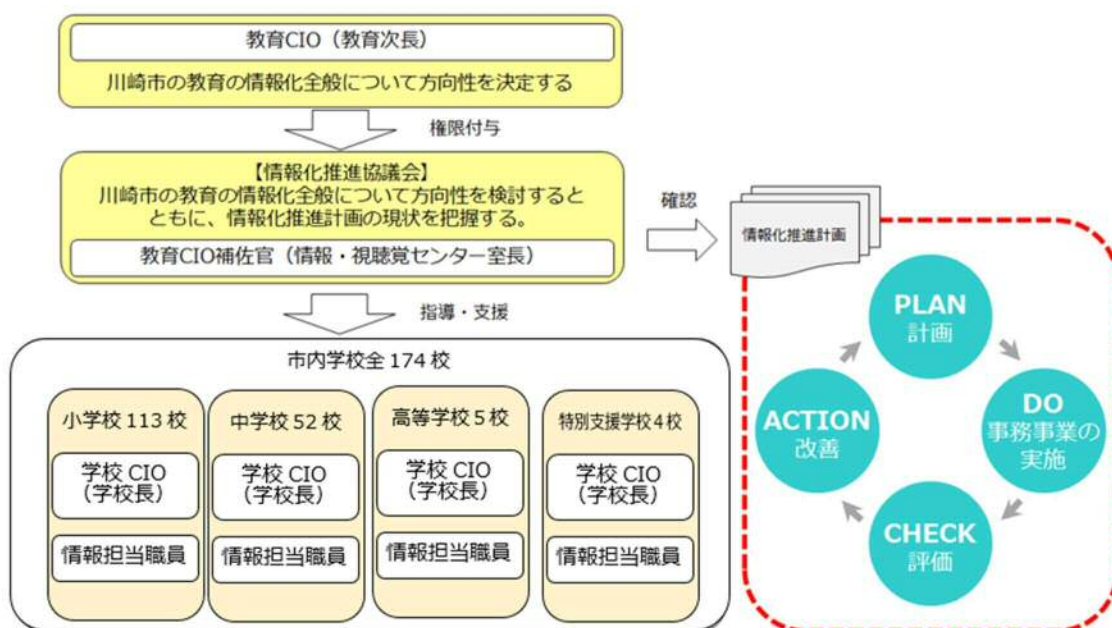 教育CIO（教育次長）
川崎市の教育の情報化全般について方向性を決定する
権限付与
【情報化推進協議会】
川崎市の教育の情報化全般について方向性を検討すると
ともに、情報化推進計画の現状を把握する。
教育CIO補佐官（情報・視聴覚センター室長）
確認
情報化推進計画
指導・支援
市内学校全 174 校
小学校 113 校
学校 CIO
（学校長）
情報担当職員
中学校 52 校
学校 CIO
（学校長）
情報担当職員
高等学校 5 校
学校 CIO
（学校長）
情報担当職員
特別支援学校 4 校
学校 CIO
（学校長）
情報担当職員
PLAN
計画
DO
事務事業の
実施
CHECK
評価
ACTION
改善